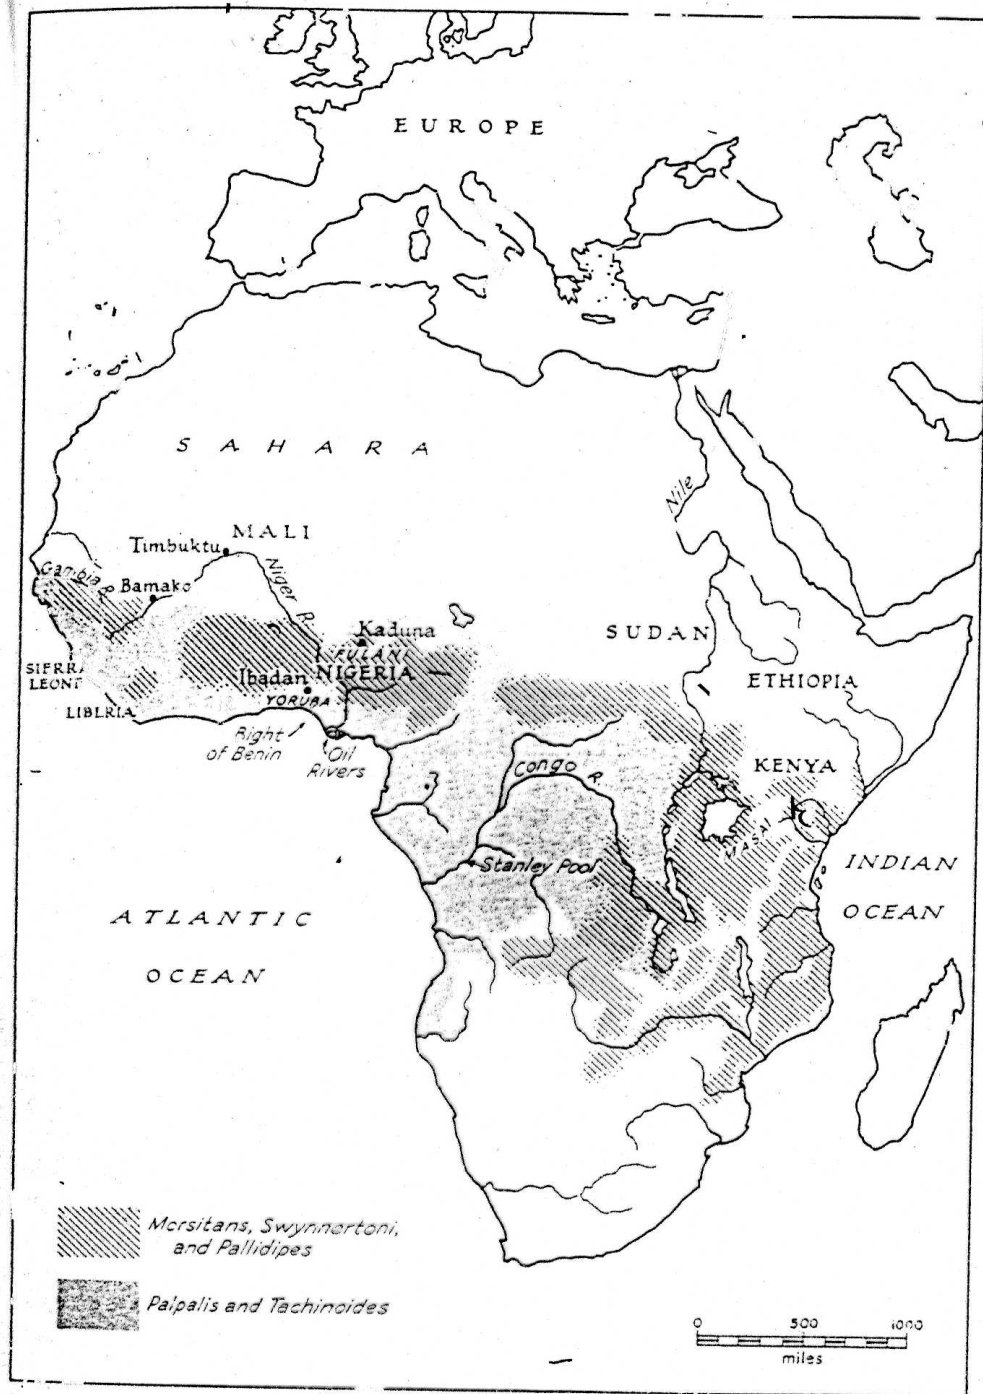 EUROPE
SAHARA
Nile
MALI
Timbuktu
Gambia R.
Bamako
Niger R.
Kaduna
FULANI
SUDAN
SIERRA
LEONE
Ibadan
NIGERIA
ETHIOPIA
YORUBA
LIBERIA
Bight
of Benin
Oil
Rivers
Congo R.
KENYA
MASAI
Stanley Pool
INDIAN
OCEAN
ATLANTIC
OCEAN
Morsitans, Swynnertoni,
and Pallidipes
Palpalis and Tachinoides
0 500 1000
miles